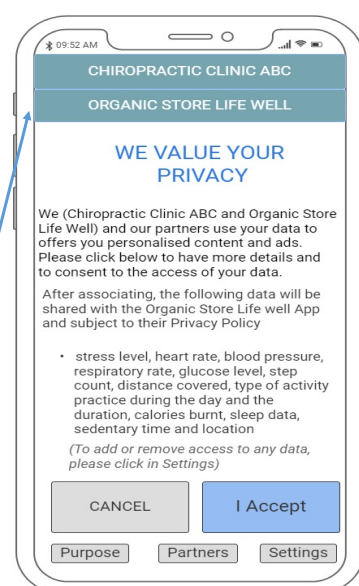 09:52 AM
CHIROPRACTIC CLINIC ABC
ORGANIC STORE LIFE WELL
WE VALUE YOUR
PRIVACY
We (Chiropractic Clinic ABC and Organic Store
Life Well) and our partners use your data to
offers you personalised content and ads.
Please click below to have more details and
to consent to the access of your data.
After associating, the following data will be
shared with the Organic Store Life well App
and subject to their Privacy Policy
• stress level, heart rate, blood pressure,
respiratory rate, glucose level, step
count, distance covered, type of activity
practice during the day and the
duration, calories burnt, sleep data,
sedentary time and location
(To add or remove access to any data,
please click in Settings)
CANCEL I Accept
Purpose Partners Settings